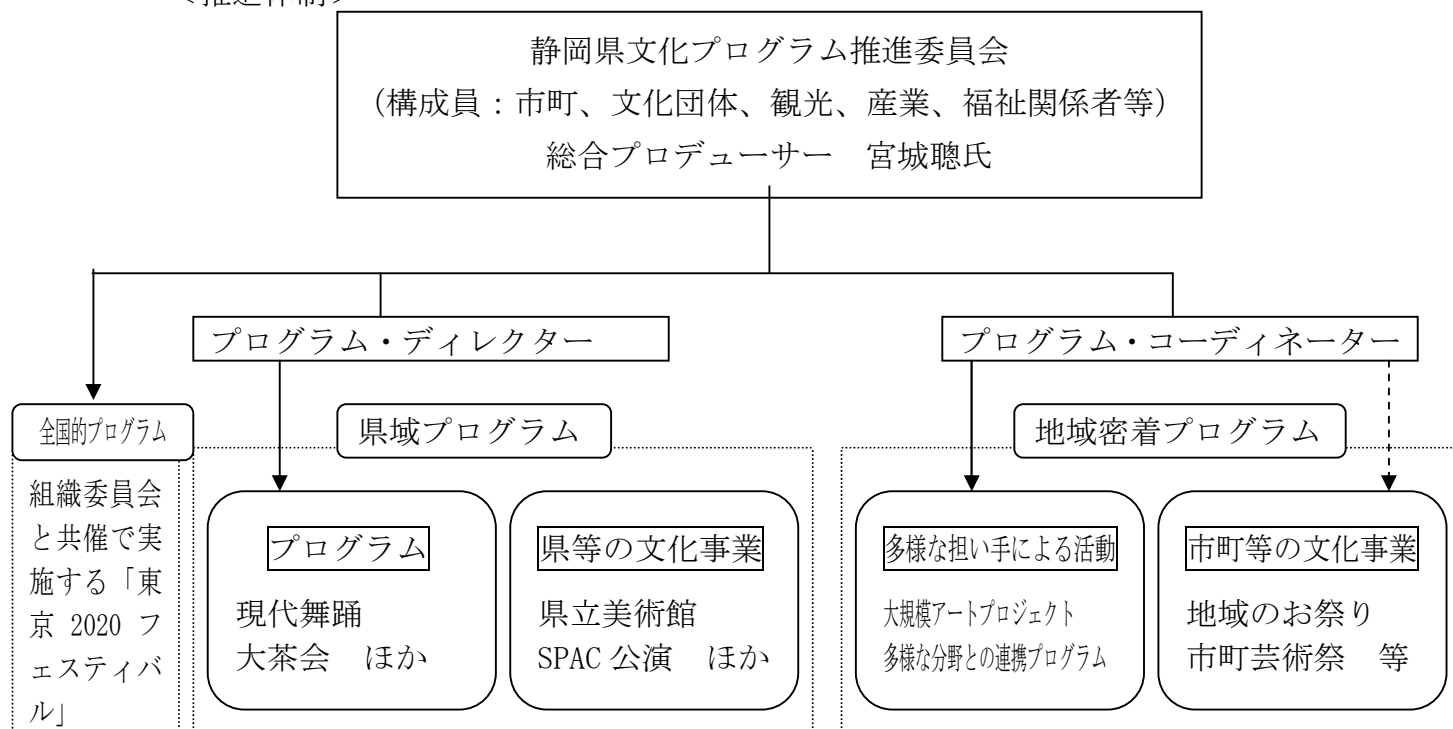 ＜推進体制＞
静岡県文化プログラム推進委員会
（構成員：市町、文化団体、観光、産業、福祉関係者等）
総合プロデューサー　宮城聰氏
プログラム・ディレクター
プログラム・コーディネーター
全国的プログラム
県域プログラム
地域密着プログラム
組織委員会
と共催で実
施する「東
京 2020 フ
ェスティバ
ル」
プログラム
現代舞踊
大茶会　ほか
県等の文化事業
県立美術館
SPAC 公演　ほか
多様な担い手による活動
大規模アートプロジェクト
多様な分野との連携プログラム
市町等の文化事業
地域のお祭り
市町芸術祭　等